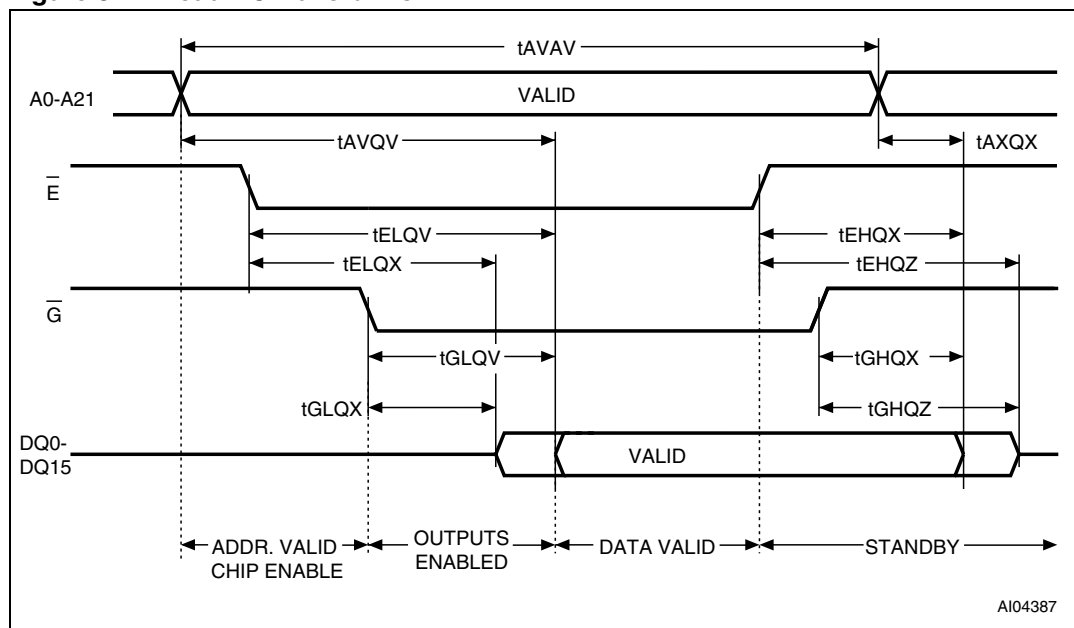 tAVAV
A0-A21
VALID
tAVQV
tAXQX
E
tELQV
tEHQX
tELQX
tEHQZ
G
tGLQV
tGHQX
tGLQX
tGHQZ
DQ0-
DQ15
VALID
ADDR. VALID
CHIP ENABLE
OUTPUTS
ENABLED
DATA VALID
STANDBY
AI04387